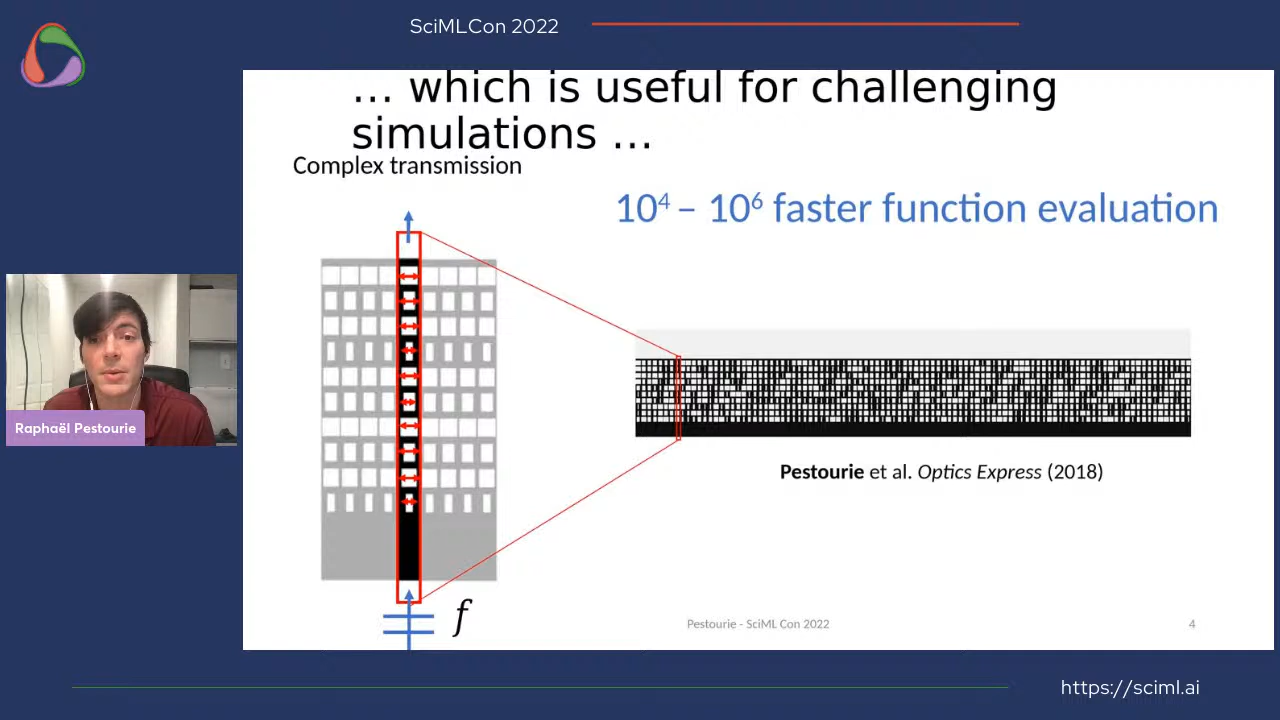 SciMLCon 2022
… which is useful for challenging
simulations …
Complex transmission
10⁴ – 10⁶ faster function evaluation
Raphaël Pestourie
Pestourie et al. Optics Express (2018)
f
Pestourie - SciML Con 2022
4
https://sciml.ai